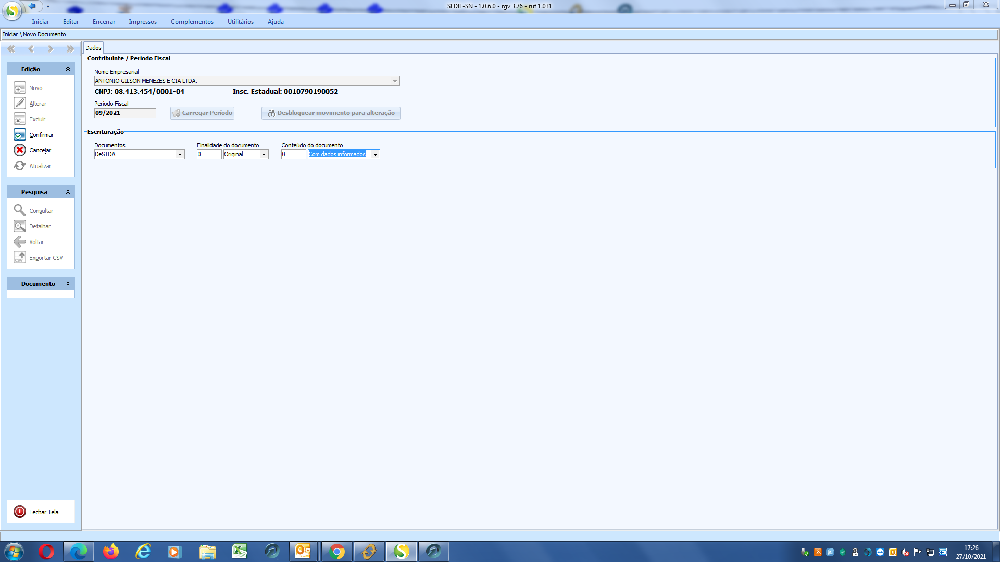 SEDIF-SN - 1.0.6.0 - rgv 3.76 - ruf 1.031
Iniciar Editar Encerrar Impressos Complementos Utilitários Ajuda
Iniciar \Novo Documento
Dados
Edição
Novo
Alterar
Excluir
Confirmar
Cancelar
Atualizar
Pesquisa
Consultar
Detalhar
Voltar
Exportar CSV
Documento
Fechar Tela
Contribuinte / Período Fiscal
Nome Empresarial
ANTONIO GILSON MENEZES E CIA LTDA.
CNPJ: 08.413.454/0001-04 Insc. Estadual: 0010790190052
Período Fiscal
09/2021 Carregar Período Desbloquear movimento para alteração
Escrituração
Documentos Finalidade do documento Conteúdo do documento
DeSTDA 0 Original 0 Com dados informados
17:26
27/10/2021